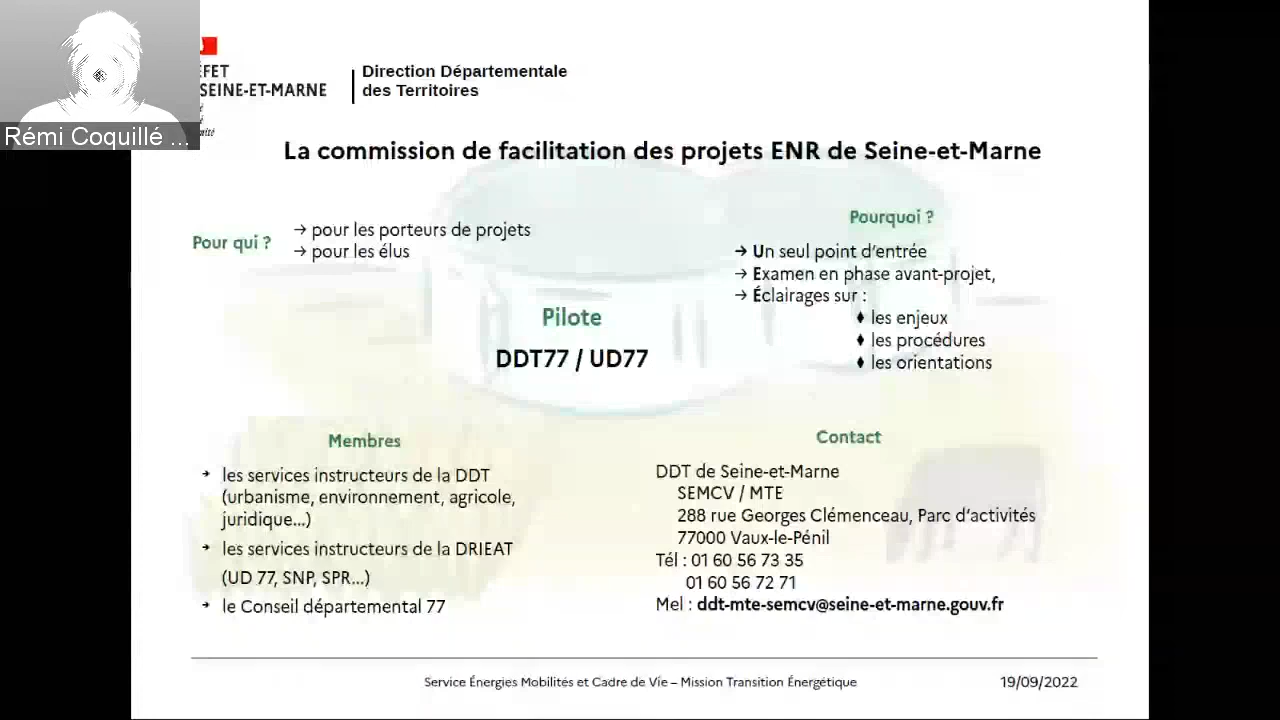 Rémi Coquillé ...
FET
SEINE-ET-MARNE
Direction Départementale
des Territoires
La commission de facilitation des projets ENR de Seine-et-Marne
Pour qui ?
→ pour les porteurs de projets
→ pour les élus
Pourquoi ?
→ Un seul point d'entrée
→ Examen en phase avant-projet,
→ Éclairages sur :
♦ les enjeux
♦ les procédures
♦ les orientations
Pilote
DDT77 / UD77
Membres
➔ les services instructeurs de la DDT
(urbanisme, environnement, agricole,
juridique...)
➔ les services instructeurs de la DRIEAT
(UD 77, SNP, SPR...)
➔ le Conseil départemental 77
Contact
DDT de Seine-et-Marne
SEMCV / MTE
288 rue Georges Clémenceau, Parc d'activités
77000 Vaux-le-Pénil
Tél : 01 60 56 73 35
01 60 56 72 71
Mel : ddt-mte-semcv@seine-et-marne.gouv.fr
Service Énergies Mobilités et Cadre de Vie – Mission Transition Énergétique
19/09/2022